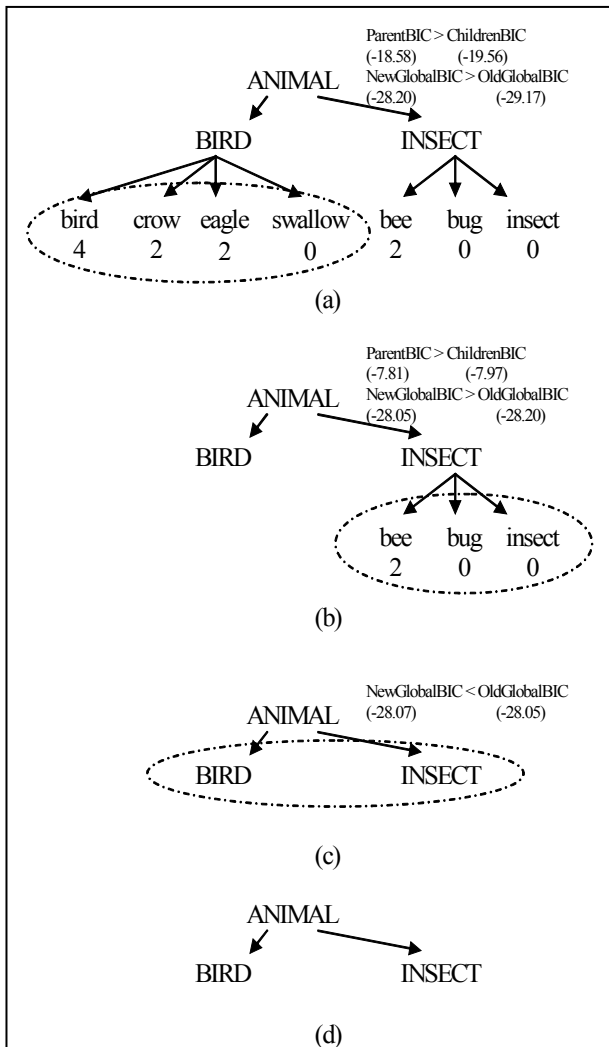 ParentBIC > ChildrenBIC
(-18.58) (-19.56)
NewGlobalBIC > OldGlobalBIC
(-28.20) (-29.17)
ANIMAL
BIRD INSECT
bird crow eagle swallow bee bug insect
4 2 2 0 2 0 0
(a)
ParentBIC > ChildrenBIC
(-7.81) (-7.97)
NewGlobalBIC > OldGlobalBIC
(-28.05) (-28.20)
ANIMAL
BIRD INSECT
bee bug insect
2 0 0
(b)
NewGlobalBIC < OldGlobalBIC
(-28.07) (-28.05)
ANIMAL
BIRD INSECT
(c)
ANIMAL
BIRD INSECT
(d)